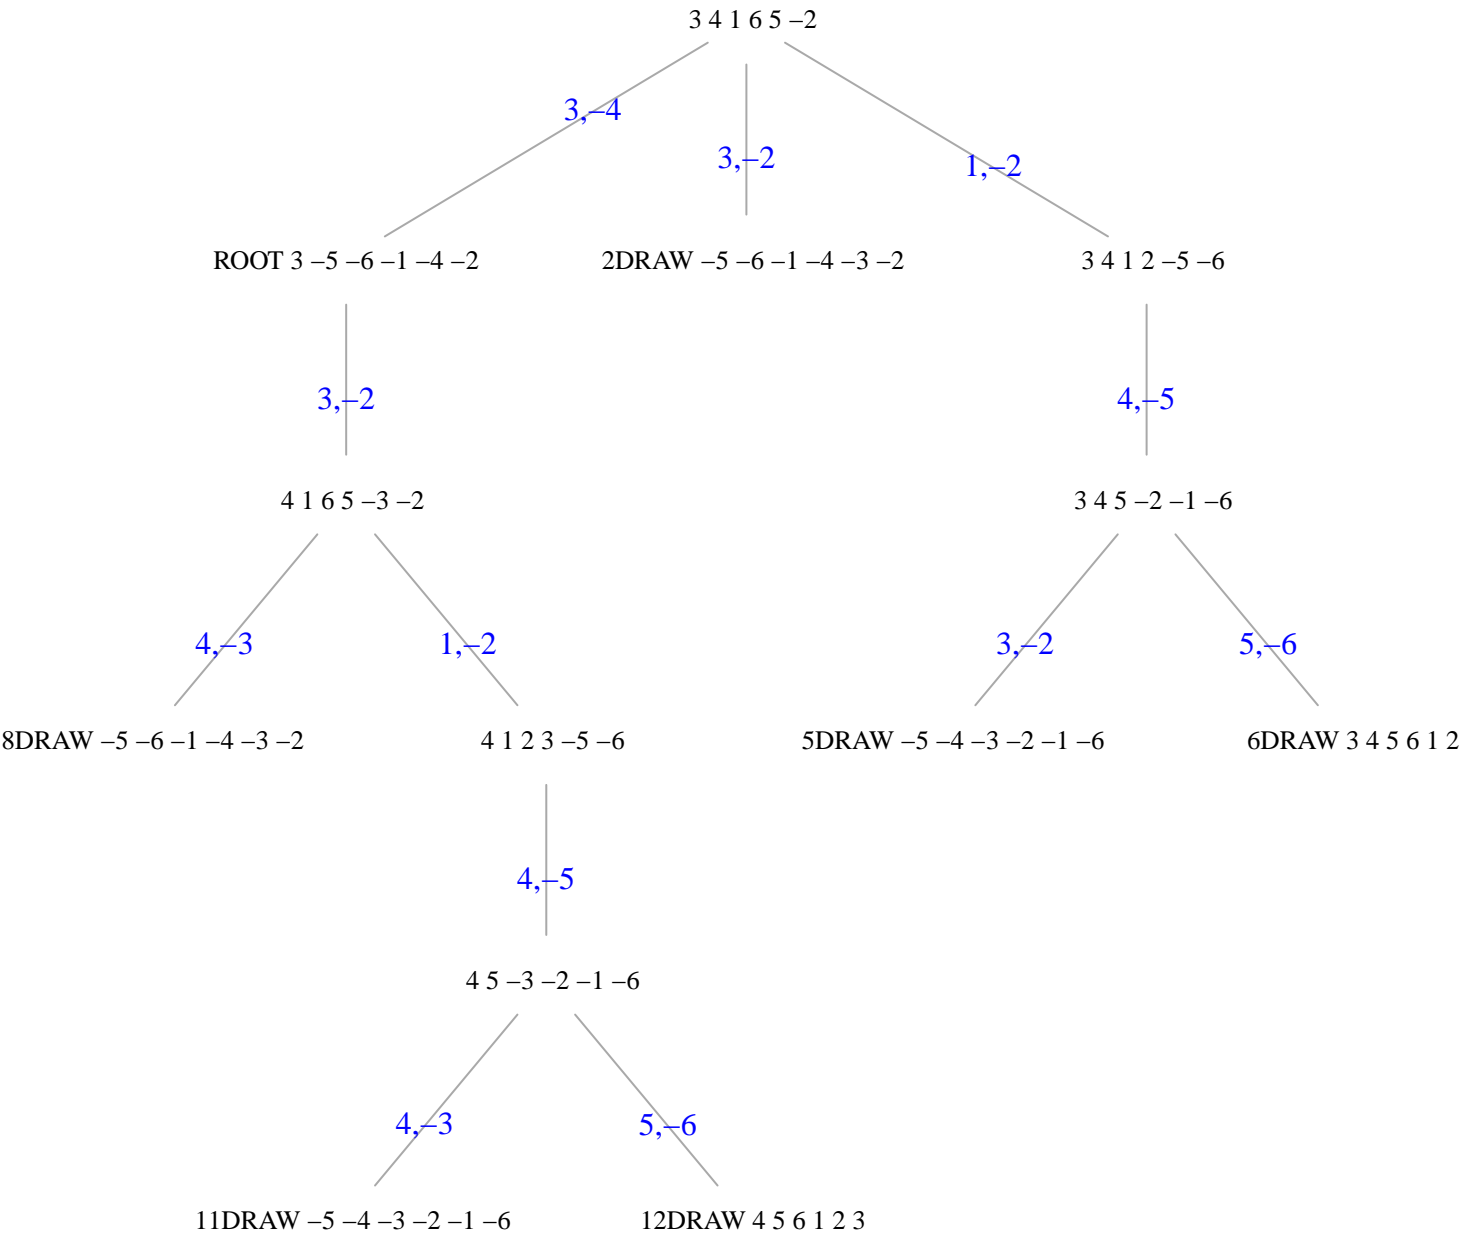 3 4 1 6 5 –2
3,–4
3,–2
1,–2
ROOT 3 –5 –6 –1 –4 –2
2DRAW –5 –6 –1 –4 –3 –2
3 4 1 2 –5 –6
3,–2
4,–5
4 1 6 5 –3 –2
3 4 5 –2 –1 –6
4,–3
1,–2
3,–2
5,–6
8DRAW –5 –6 –1 –4 –3 –2
4 1 2 3 –5 –6
5DRAW –5 –4 –3 –2 –1 –6
6DRAW 3 4 5 6 1 2
4,–5
4 5 –3 –2 –1 –6
4,–3
5,–6
11DRAW –5 –4 –3 –2 –1 –6
12DRAW 4 5 6 1 2 3